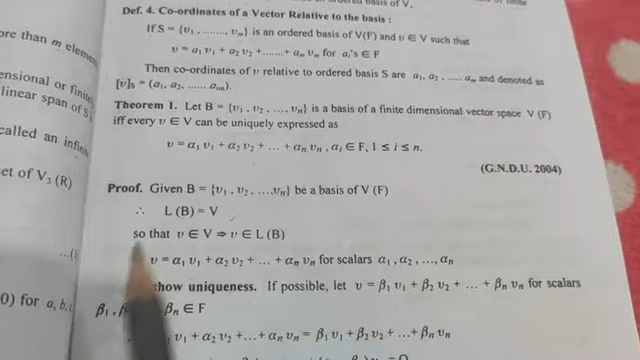 ordered basis of V.
Def. 4. Co-ordinates of a Vector Relative to the basis :
If S = {v₁ , ........, vₘ} is an ordered basis of V(F) and v ∈ V such that
v = a₁ v₁ + a₂ v₂ +.......+ aₘ vₘ for aᵢ's ∈ F
Then co-ordinates of v relative to ordered basis S are a₁ , a₂ , ..... aₘ and denoted as
[v]ₛ = (a₁, a₂, ...... aₘ).
Theorem 1. Let B = {v₁ , v₂ , ...., vₙ} is a basis of a finite dimensional vector space V (F)
iff every v ∈ V can be uniquely expressed as
v = α₁ v₁ + α₂ v₂ + ... + αₙ vₙ , αᵢ ∈ F, 1 ≤ i ≤ n.
(G.N.D.U. 2004)
Proof. Given B = {v₁ , v₂ , ....vₙ} be a basis of V (F)
∴ L (B) = V
so that v ∈ V ⇒ v ∈ L (B)
v = α₁ v₁ + α₂ v₂ + ... + αₙ vₙ for scalars α₁ , α₂ , ..., αₙ
show uniqueness. If possible, let v = β₁ v₁ + β₂ v₂ + ... + βₙ vₙ for scalars
β₁ , βₙ ∈ F
v₁ + α₂ v₂ +...+ αₙ vₙ = β₁ v₁ + β₂ v₂ + ...+ βₙ vₙ
ore than m
ensional or
linear span of S
called an
set of V₃ (R)
0) for a, b,